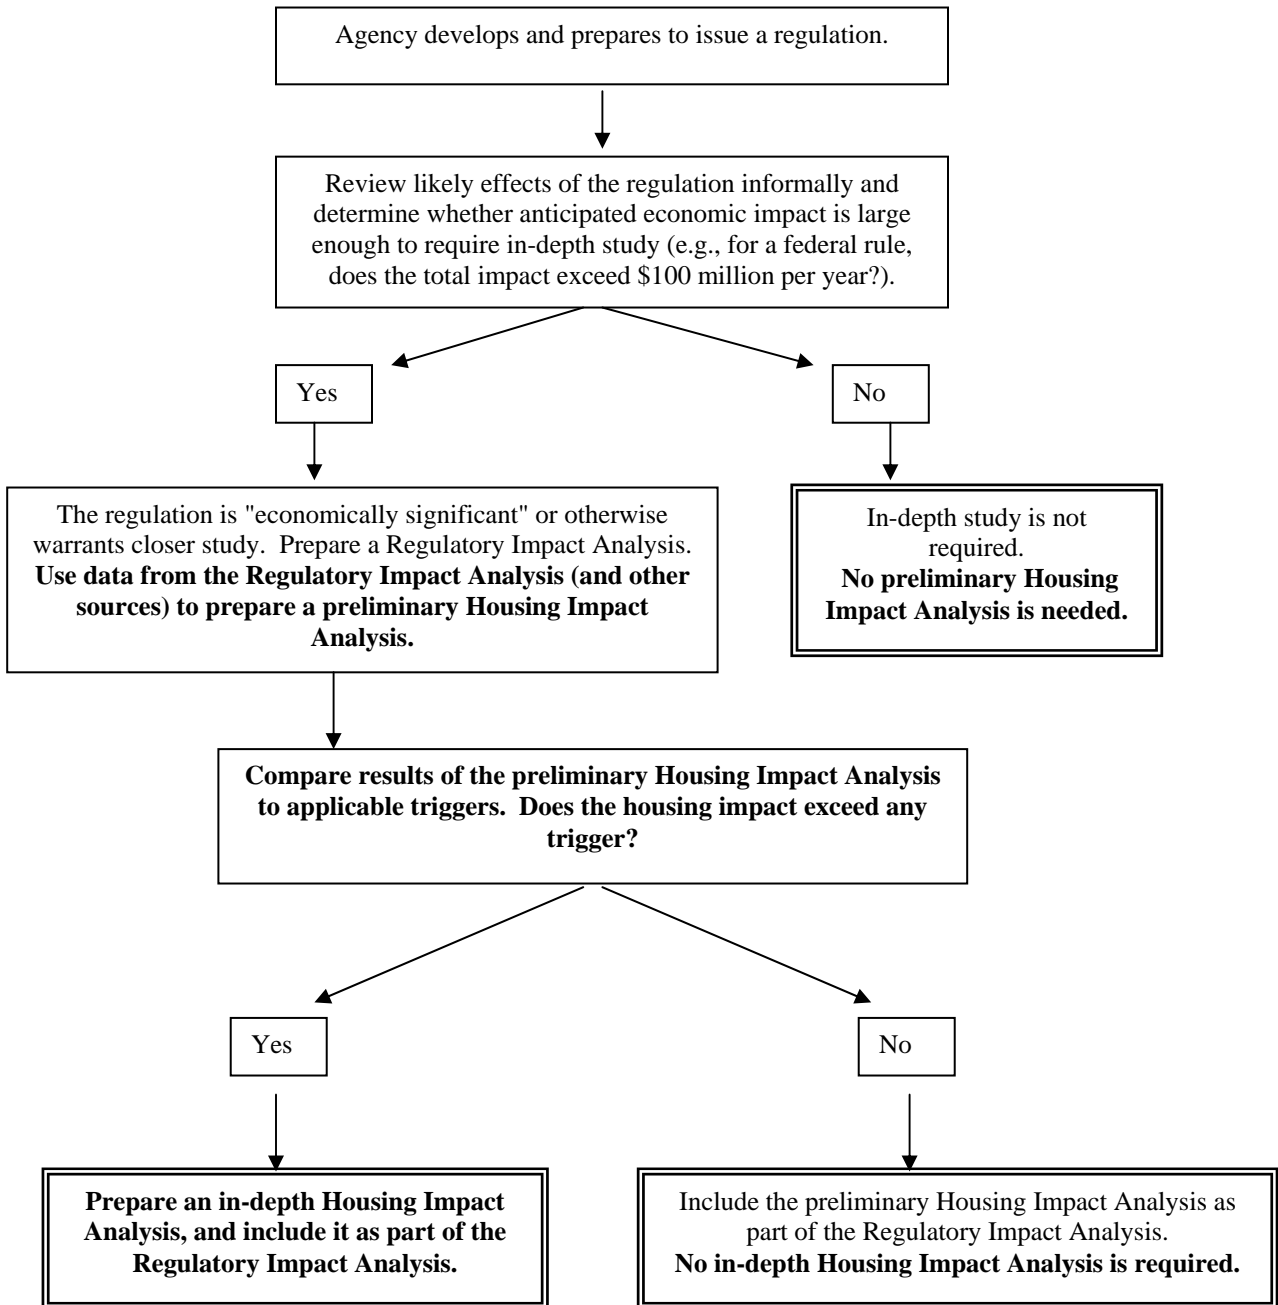 Agency develops and prepares to issue a regulation.
Review likely effects of the regulation informally and
determine whether anticipated economic impact is large
enough to require in-depth study (e.g., for a federal rule,
does the total impact exceed $100 million per year?).
Yes
No
The regulation is "economically significant" or otherwise
warrants closer study.  Prepare a Regulatory Impact Analysis.
Use data from the Regulatory Impact Analysis (and other
sources) to prepare a preliminary Housing Impact
Analysis.
In-depth study is not
required.
No preliminary Housing
Impact Analysis is needed.
Compare results of the preliminary Housing Impact Analysis
to applicable triggers.  Does the housing impact exceed any
trigger?
Yes
No
Prepare an in-depth Housing Impact
Analysis, and include it as part of the
Regulatory Impact Analysis.
Include the preliminary Housing Impact Analysis as
part of the Regulatory Impact Analysis.
No in-depth Housing Impact Analysis is required.